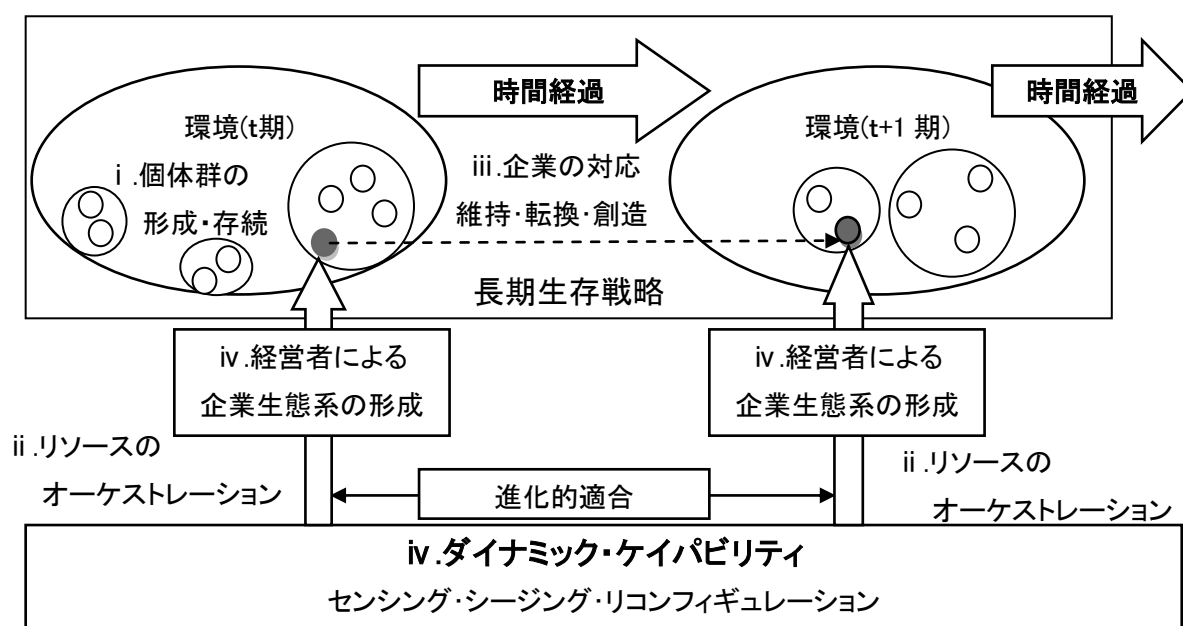 時間経過
時間経過
環境(t期)
環境(t+1 期)
ⅰ.個体群の
形成・存続
ⅲ.企業の対応
維持・転換・創造
長期生存戦略
ⅳ.経営者による
企業生態系の形成
ⅳ.経営者による
企業生態系の形成
ⅱ.リソースの
オーケストレーション
ⅱ.リソースの
オーケストレーション
進化的適合
ⅳ.ダイナミック・ケイパビリティ
センシング・シージング・リコンフィギュレーション